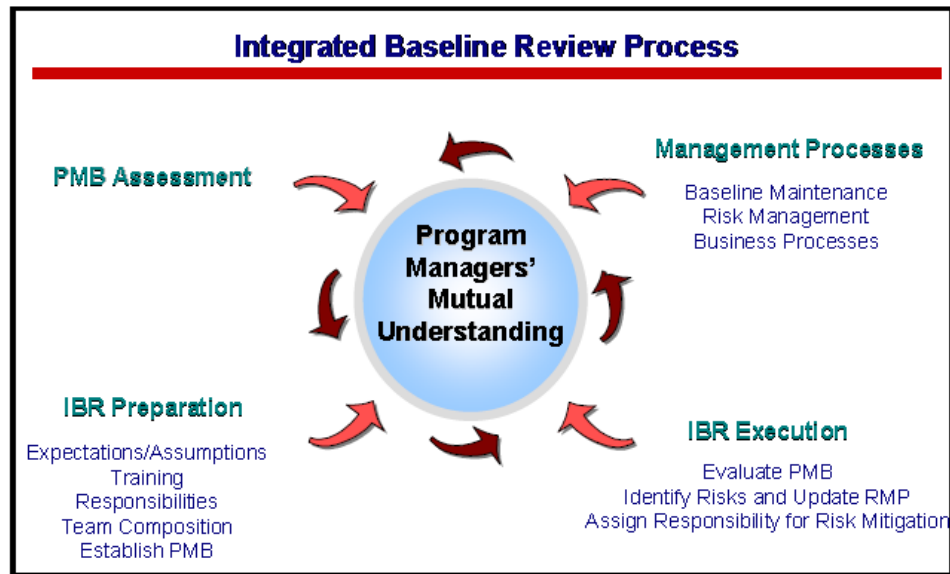 Integrated Baseline Review Process
PMB Assessment
Management Processes
Baseline Maintenance
Risk Management
Business Processes
Program
Managers’
Mutual
Understanding
IBR Preparation
Expectations/Assumptions
Training
Responsibilities
Team Composition
Establish PMB
IBR Execution
Evaluate PMB
Identify Risks and Update RMP
Assign Responsibility for Risk Mitigation